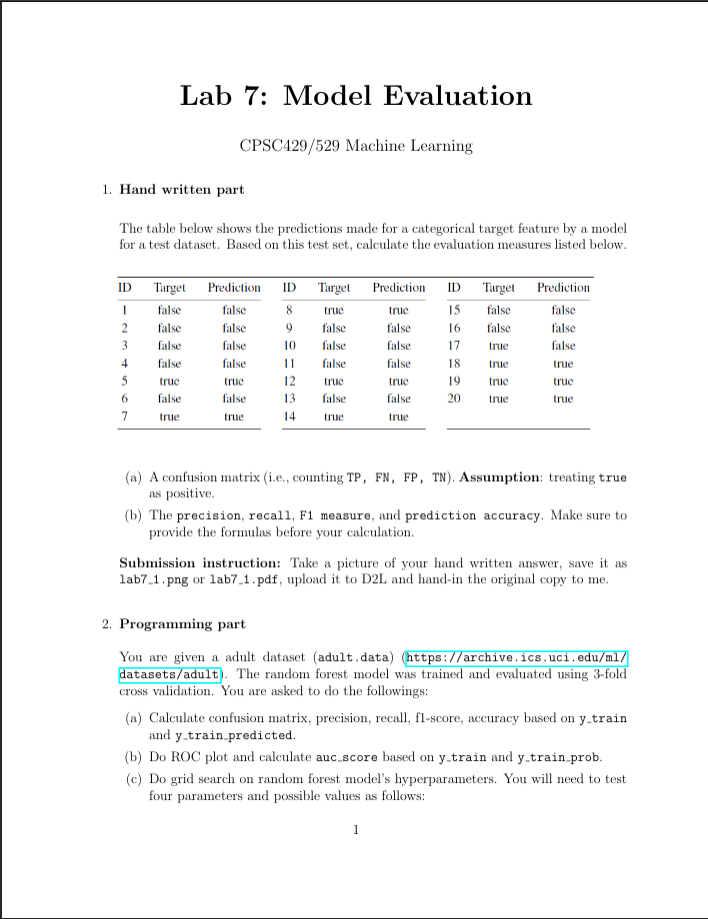 Lab 7: Model Evaluation
CPSC429/529 Machine Learning
1. Hand written part
The table below shows the predictions made for a categorical target feature by a model
for a test dataset. Based on this test set, calculate the evaluation measures listed below.
ID Target Prediction ID Target Prediction ID Target Prediction
1 false false 8 true true 15 false false
2 false false 9 false false 16 false false
3 false false 10 false false 17 true false
4 false false 11 false false 18 true true
5 true true 12 true true 19 true true
6 false false 13 false false 20 true true
7 true true 14 true true
(a) A confusion matrix (i.e., counting TP, FN, FP, TN). Assumption: treating true
as positive.
(b) The precision, recall, F1 measure, and prediction accuracy. Make sure to
provide the formulas before your calculation.
Submission instruction: Take a picture of your hand written answer, save it as
lab7_1.png or lab7_1.pdf, upload it to D2L and hand-in the original copy to me.
2. Programming part
You are given a adult dataset (adult.data) (https://archive.ics.uci.edu/ml/
datasets/adult). The random forest model was trained and evaluated using 3-fold
cross validation. You are asked to do the followings:
(a) Calculate confusion matrix, precision, recall, f1-score, accuracy based on y_train
and y_train_predicted.
(b) Do ROC plot and calculate auc_score based on y_train and y_train_prob.
(c) Do grid search on random forest model's hyperparameters. You will need to test
four parameters and possible values as follows:
1